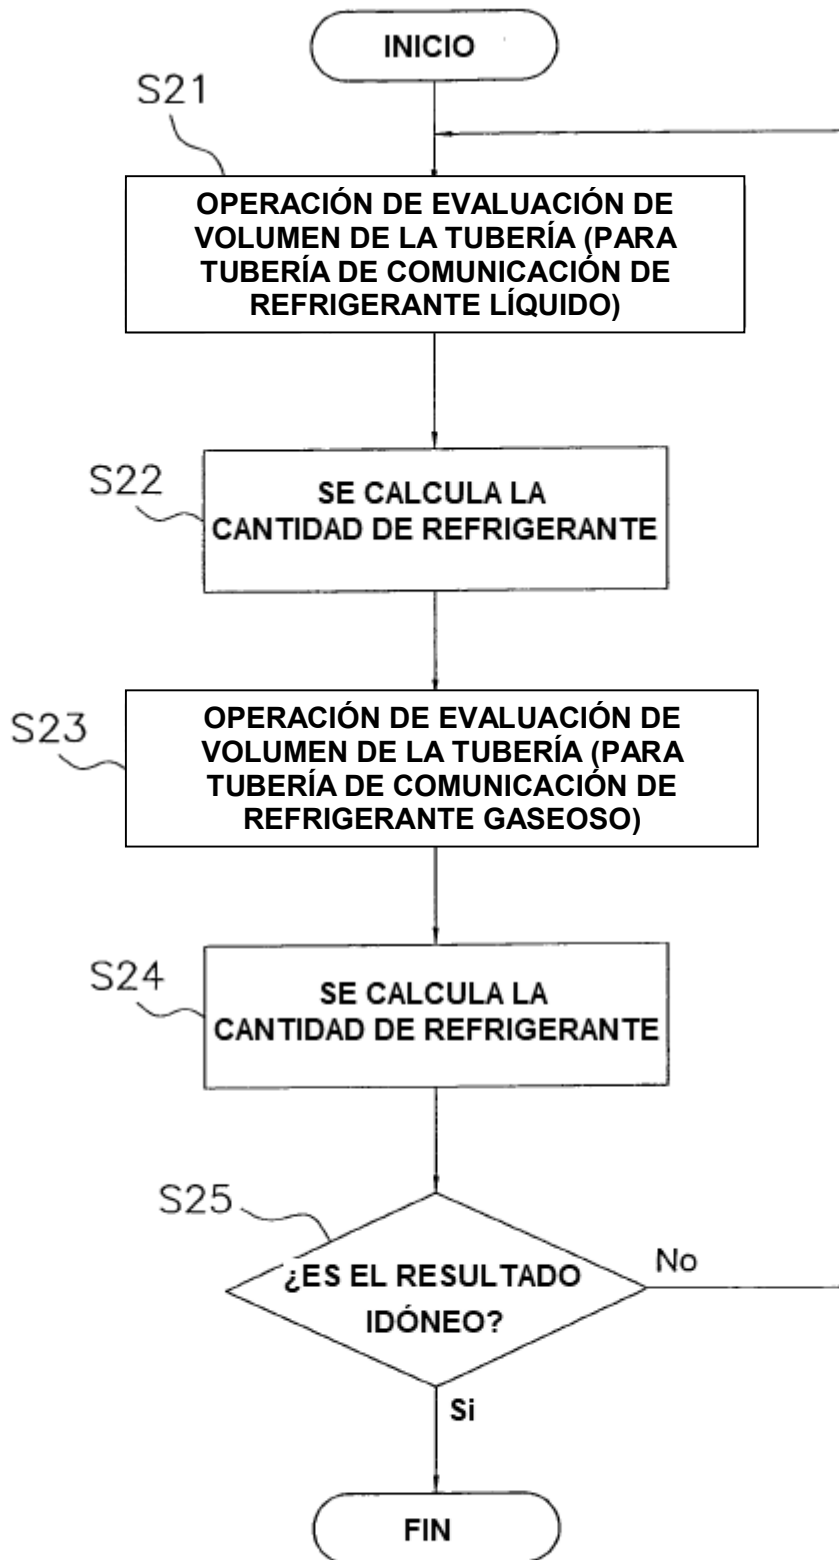 INICIO
S21
OPERACIÓN DE EVALUACIÓN DE
VOLUMEN DE LA TUBERÍA (PARA
TUBERÍA DE COMUNICACIÓN DE
REFRIGERANTE LÍQUIDO)
S22
SE CALCULA LA
CANTIDAD DE REFRIGERANTE
S23
OPERACIÓN DE EVALUACIÓN DE
VOLUMEN DE LA TUBERÍA (PARA
TUBERÍA DE COMUNICACIÓN DE
REFRIGERANTE GASEOSO)
S24
SE CALCULA LA
CANTIDAD DE REFRIGERANTE
S25
¿ES EL RESULTADO
IDÓNEO?
No
Si
FIN